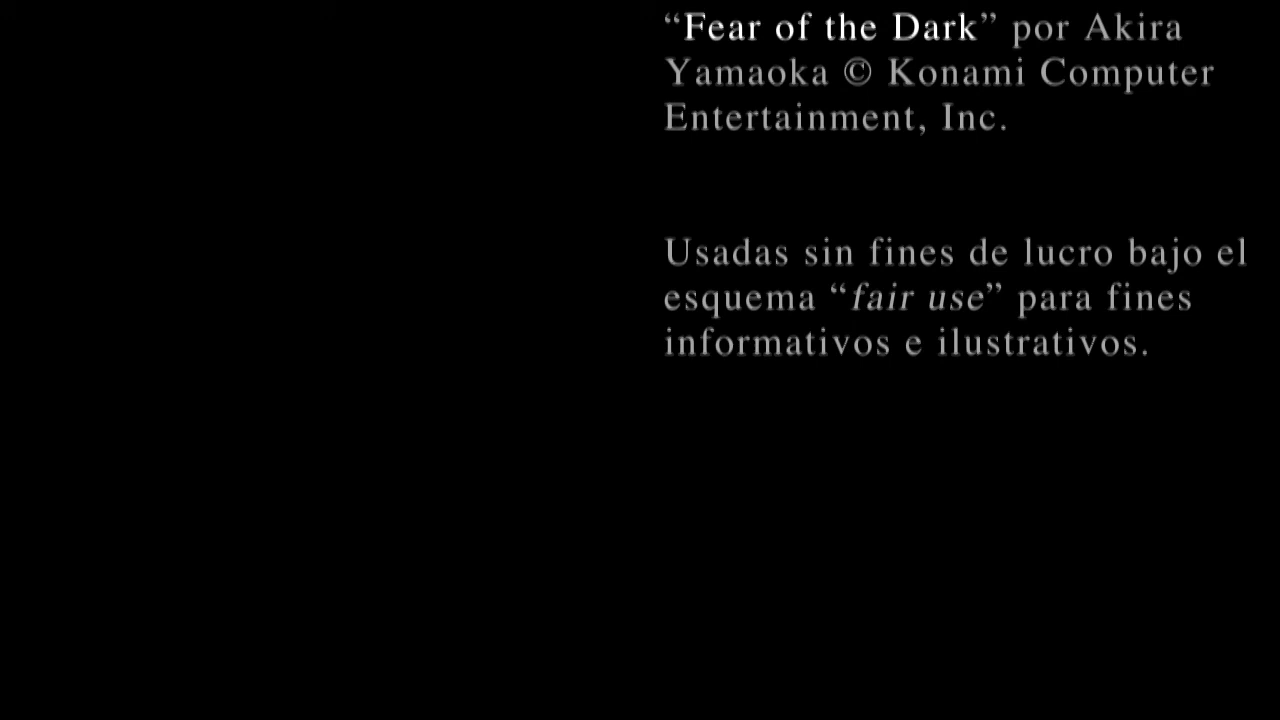 “Fear of the Dark” por Akira
Yamaoka © Konami Computer
Entertainment, Inc.
Usadas sin fines de lucro bajo el
esquema “fair use” para fines
informativos e ilustrativos.